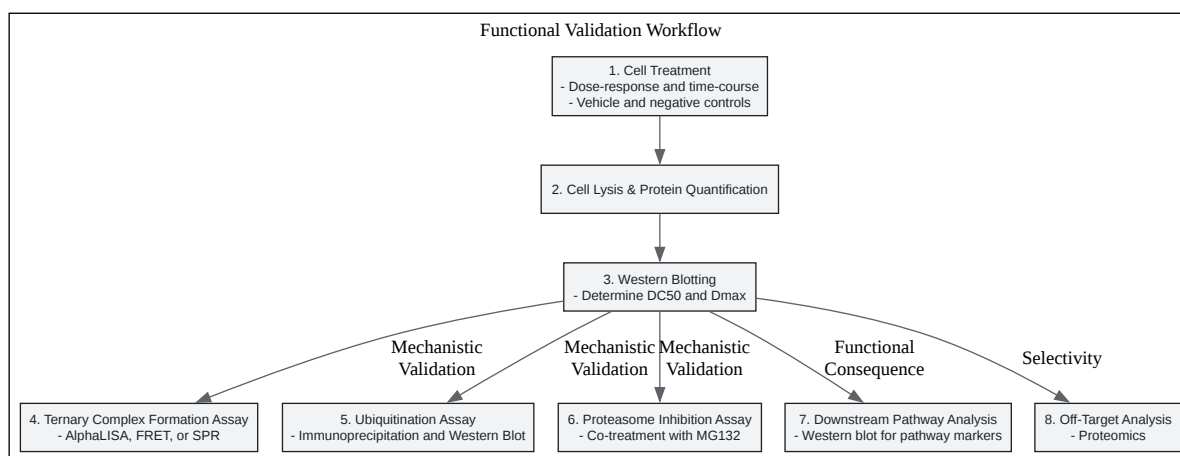 Functional Validation Workflow
1. Cell Treatment
- Dose-response and time-course
- Vehicle and negative controls
2. Cell Lysis & Protein Quantification
3. Western Blotting
- Determine DC50 and Dmax
Mechanistic
Validation
Mechanistic
Validation
Mechanistic
Validation
Functional
Consequence
Selectivity
4. Ternary Complex Formation Assay
- AlphaLISA, FRET, or SPR
5. Ubiquitination Assay
- Immunoprecipitation and Western Blot
6. Proteasome Inhibition Assay
- Co-treatment with MG132
7. Downstream Pathway Analysis
- Western blot for pathway markers
8. Off-Target Analysis
- Proteomics